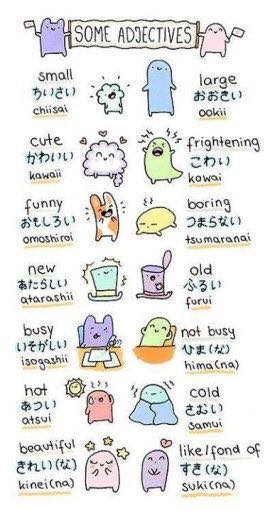 SOME ADJECTIVES
small
ちいさい
chiisai
large
おおきい
ookii
cute
かわいい
kawaii
frightening
こわい
kowai
funny
おもしろい
omoshiroi
boring
つまらない
tsumaranai
new
あたらしい
atarashii
old
ふるい
furui
busy
いそがしい
isogashii
not busy
ひま(な)
hima(na)
hot
あつい
atsui
cold
さむい
samui
beautiful
きれい(な)
kinei(na)
like/fond of
すき(な)
suki(na)